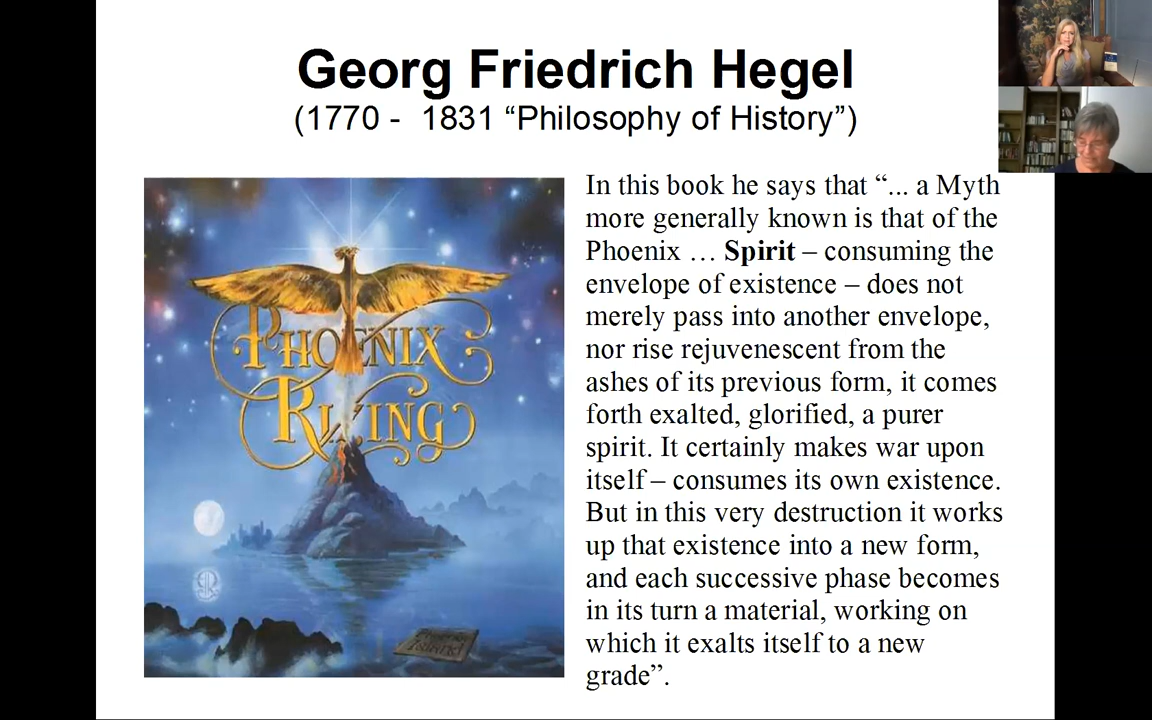 Georg Friedrich Hegel
(1770 -  1831 “Philosophy of History”)
PHOENIX
RIZING
In this book he says that “... a Myth
more generally known is that of the
Phoenix … Spirit – consuming the
envelope of existence – does not
merely pass into another envelope,
nor rise rejuvenescent from the
ashes of its previous form, it comes
forth exalted, glorified, a purer
spirit. It certainly makes war upon
itself – consumes its own existence.
But in this very destruction it works
up that existence into a new form,
and each successive phase becomes
in its turn a material, working on
which it exalts itself to a new
grade”.